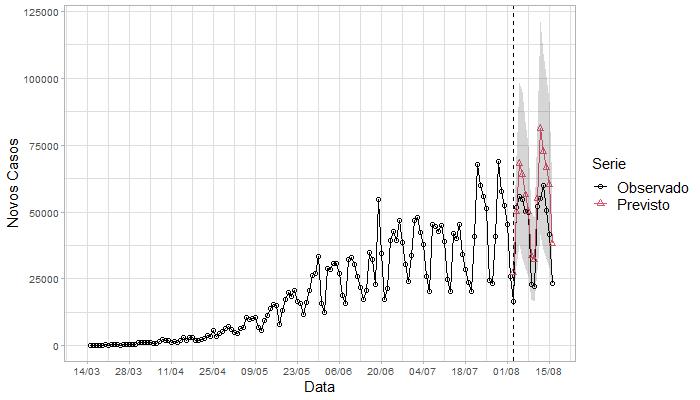 125000
100000
75000
50000
25000
0
Novos Casos
14/03 28/03 11/04 25/04 09/05 23/05 06/06 20/06 04/07 18/07 01/08 15/08
Data
Serie
Observado
Previsto